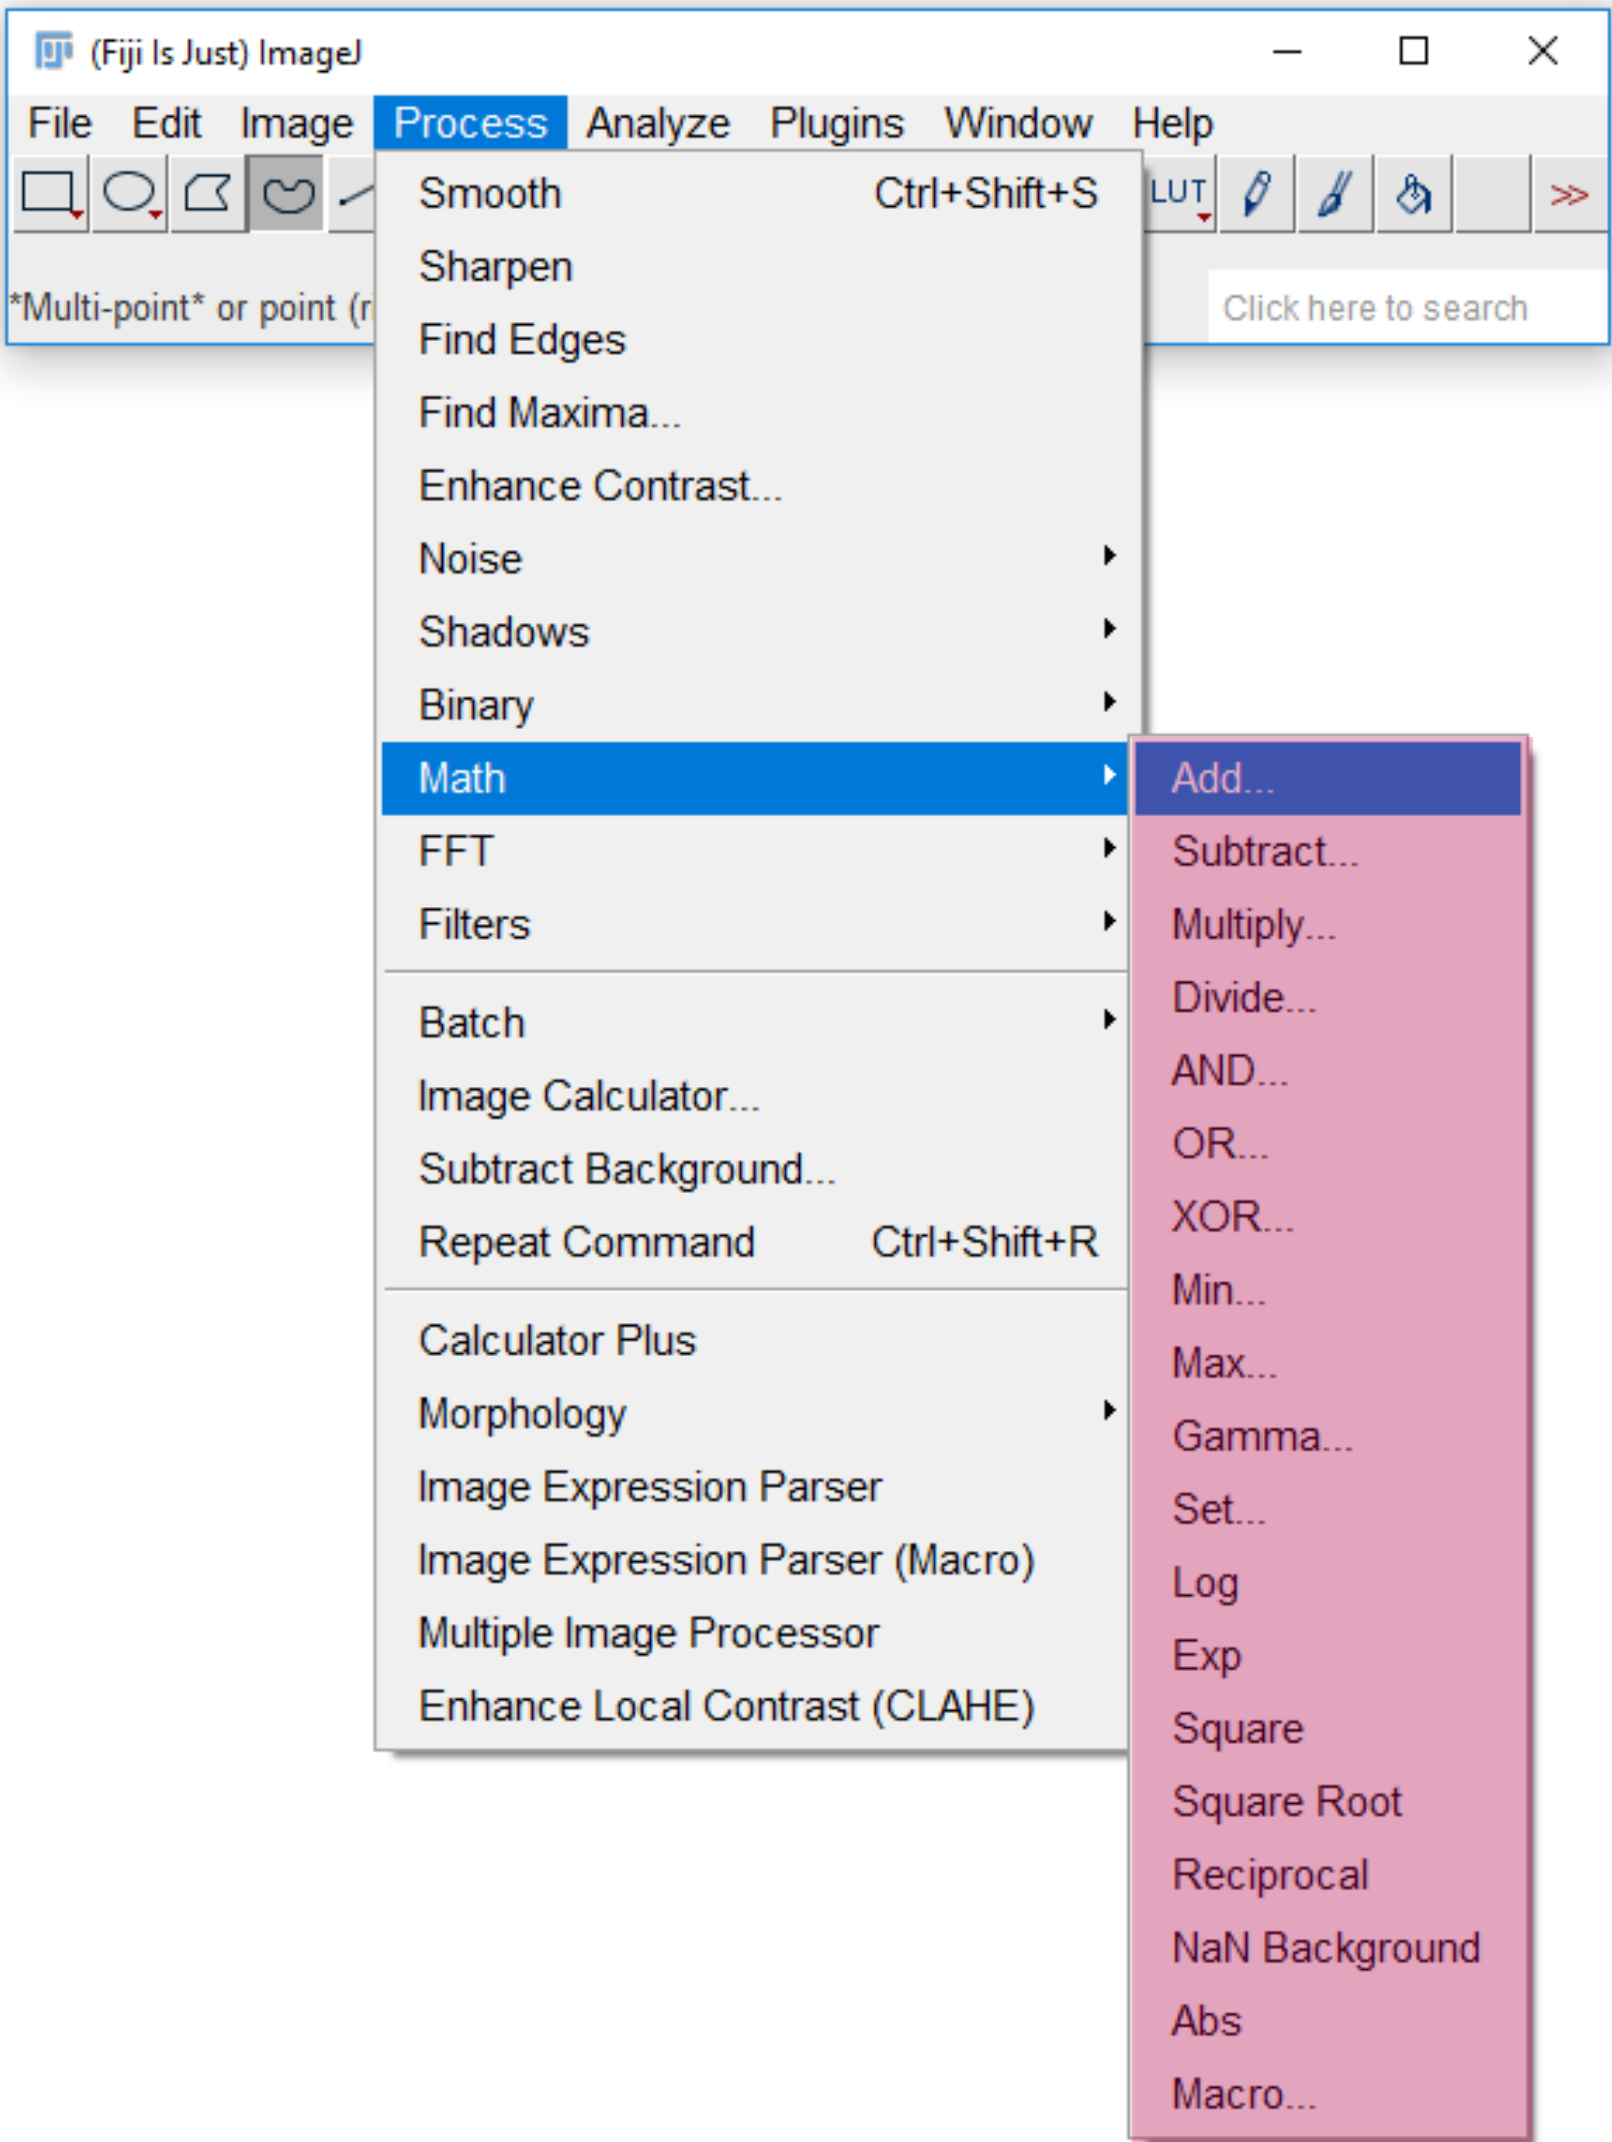 (Fiji Is Just) ImageJ
File Edit Image Process Analyze Plugins Window Help
LUT
>>
*Multi-point* or point (r
Click here to search
Smooth Ctrl+Shift+S
Sharpen
Find Edges
Find Maxima...
Enhance Contrast...
Noise
Shadows
Binary
Math
FFT
Filters
Batch
Image Calculator...
Subtract Background...
Repeat Command Ctrl+Shift+R
Calculator Plus
Morphology
Image Expression Parser
Image Expression Parser (Macro)
Multiple Image Processor
Enhance Local Contrast (CLAHE)
Add...
Subtract...
Multiply...
Divide...
AND...
OR...
XOR...
Min...
Max...
Gamma...
Set...
Log
Exp
Square
Square Root
Reciprocal
NaN Background
Abs
Macro...